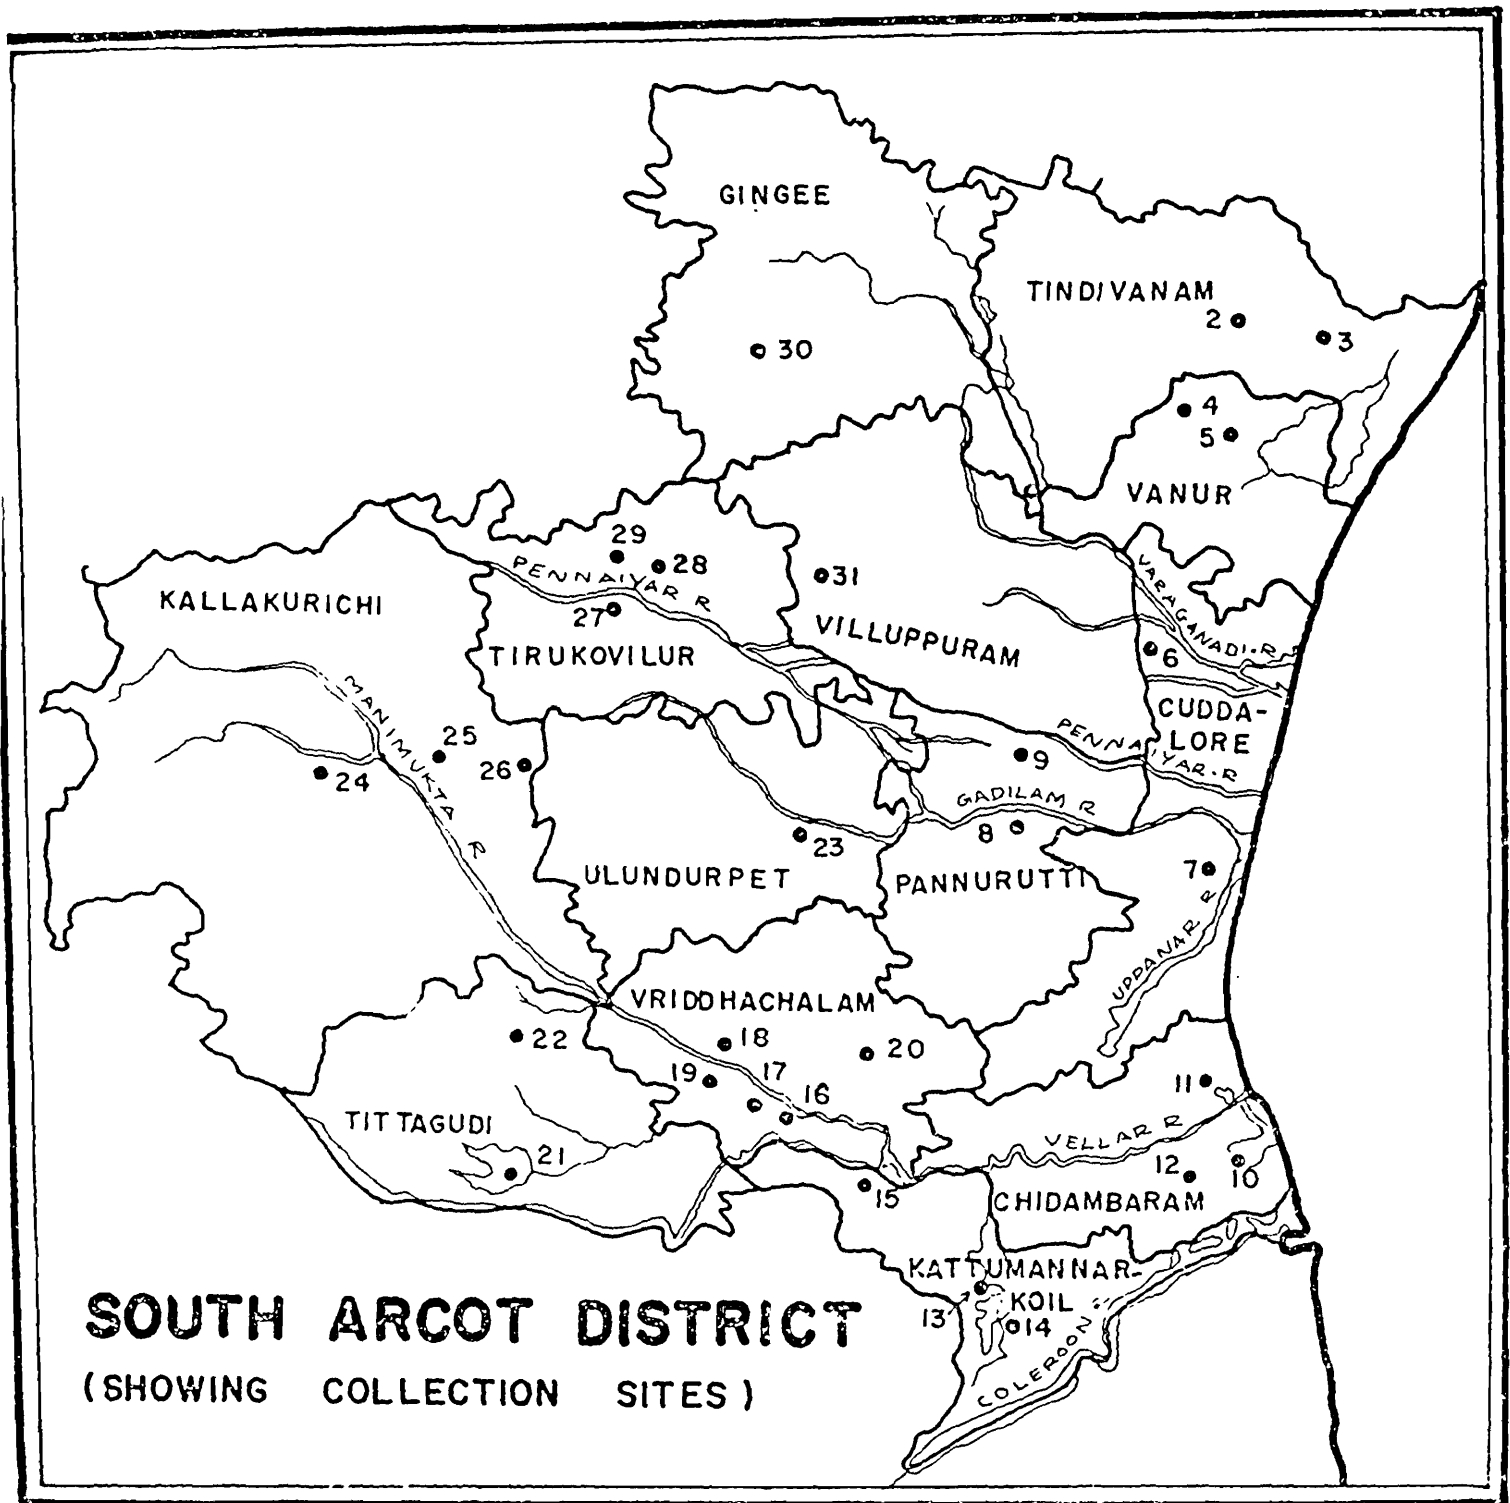 GINGEE
TINDIVANAM
2
3
30
4
5
VANUR
29
28
PENNAIYAR R
27
31
KALLAKURICHI
TIRUKOVILUR
VILLUPPURAM
VARAGANADI.R
6
CUDDA-
LORE
MANIMUKTA R
25
26
24
9
PENNAIYAR.R
GADILAM R
8
23
ULUNDURPET
PANNURUTTI
7
UPPANAR R
VRIDDHACHALAM
22
18
20
19
17
16
11
TITTAGUDI
21
VELLAR R
12
10
15
CHIDAMBARAM
KATTUMANNAR-
KOIL
13
14
COLEROON
SOUTH ARCOT DISTRICT
(SHOWING COLLECTION SITES)